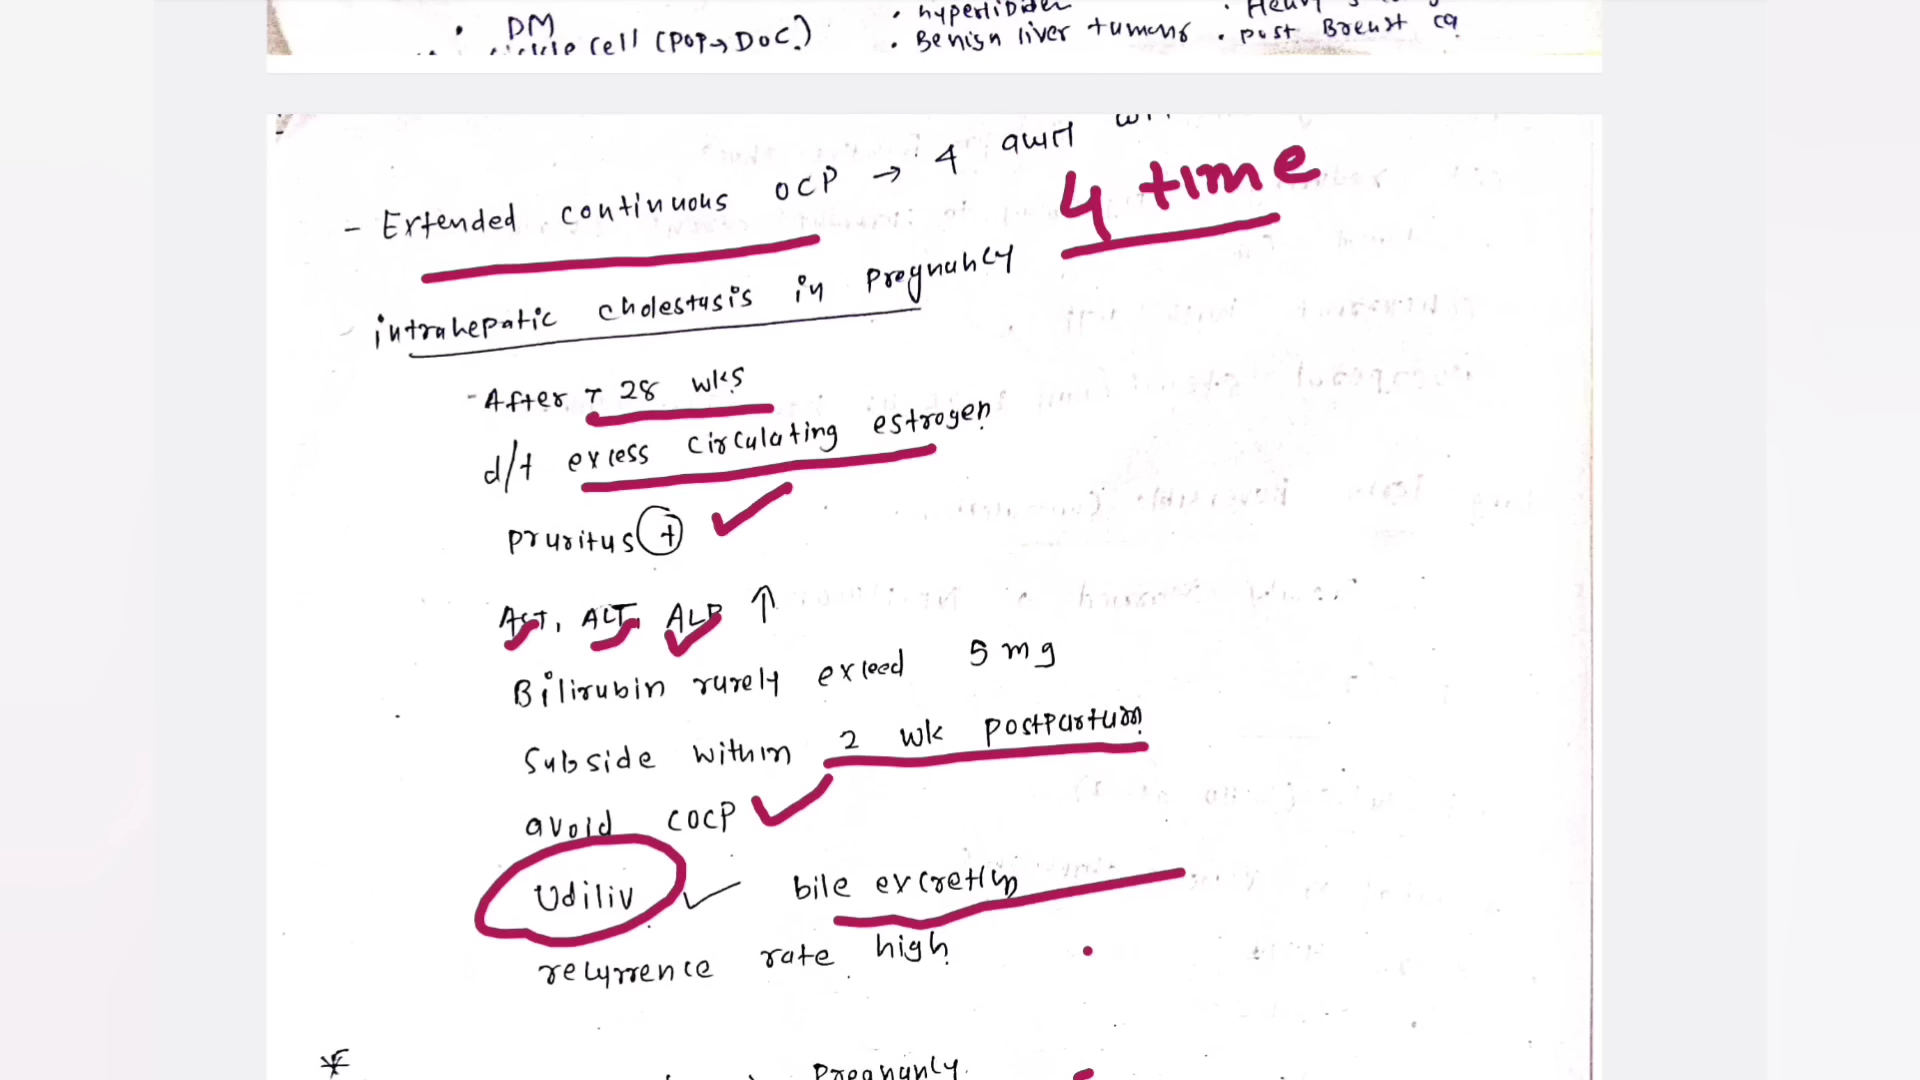 • DM
cell (POP→DOC)
• Benign liver tumors
• post Breast ca
- Extended continuous OCP → 4
4 time
intrahepatic cholestasis in pregnancy
- After > 28 wks
d/t excess circulating estrogen
pruritus +
AST, ALT, ALP ↑
Bilirubin rarely exceed 5 mg
Subside within 2 wk postpartum
avoid COCP
Udiliv ✓ bile excretion
recurrence rate high
Pregnancy